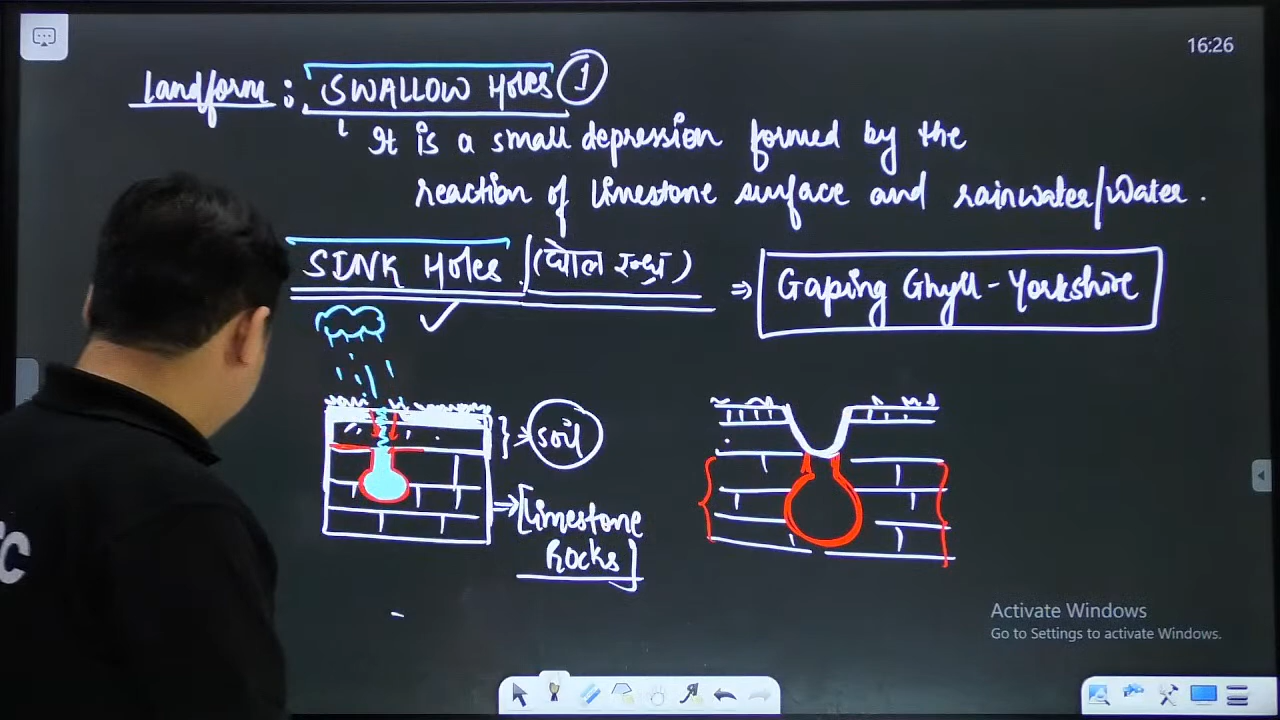 16:26
Landform : SWALLOW Holes 1
It is a small depression formed by the
reaction of limestone surface and rainwater/water.
SINK Holes /(घोल रन्ध्र) ⇒ Gaping Ghyll - Yorkshire
Soil
[limestone
Rocks]
Activate Windows
Go to Settings to activate Windows.